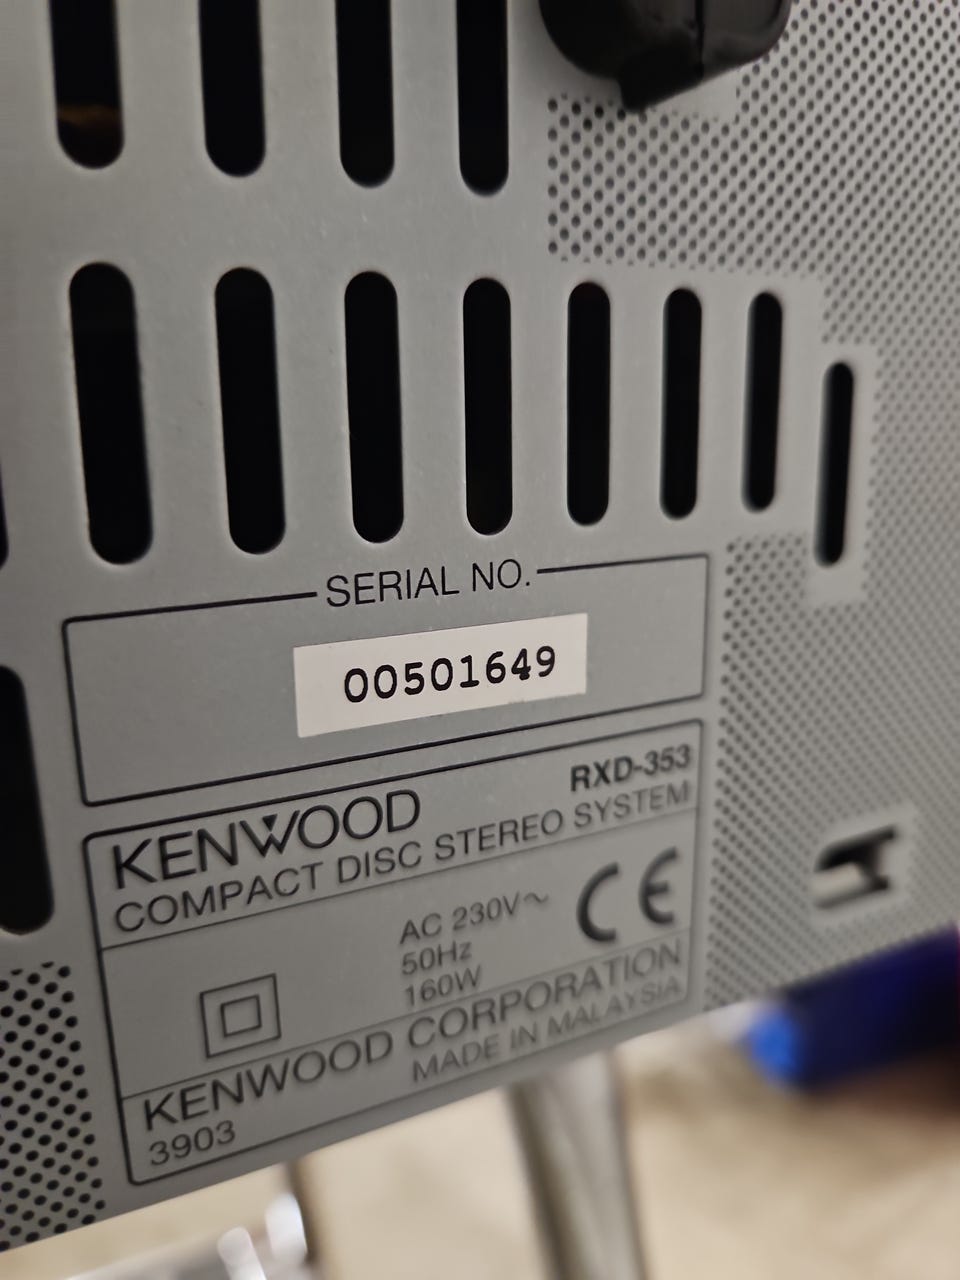 SERIAL NO.
00501649
RXD-353
KENWOOD
COMPACT DISC STEREO SYSTEM
AC 230V~
50Hz
160W
CE
KENWOOD CORPORATION
MADE IN MALAYSIA
3903